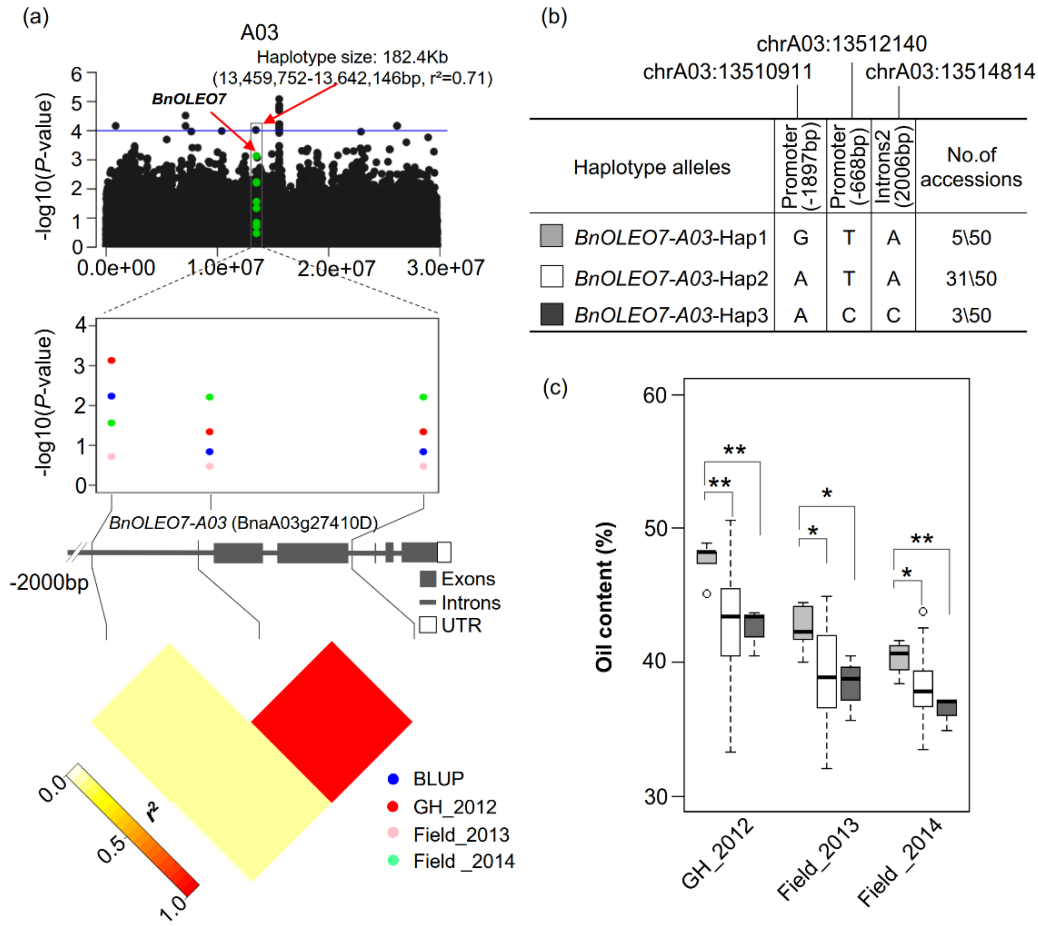 (a)
A03
Haplotype size: 182.4Kb
(13,459,752-13,642,146bp, r²=0.71)
BnOLEO7
-log10(P-value)
6
5
4
3
2
1
0
0.0e+00 1.0e+07 2.0e+07 3.0e+07
-log10(P-value)
4
3
2
1
0
BnOLEO7-A03 (BnaA03g27410D)
-2000bp
Exons
Introns
UTR
0.0
0.5
1.0
r²
BLUP
GH_2012
Field_2013
Field _2014
(b)
chrA03:13512140
chrA03:13510911 chrA03:13514814
Haplotype alleles
Promoter
(-1897bp)
Promoter
(-668bp)
Introns2
(2006bp)
No.of
accessions
BnOLEO7-A03-Hap1 G T A 5\50
BnOLEO7-A03-Hap2 A T A 31\50
BnOLEO7-A03-Hap3 A C C 3\50
(c)
Oil content (%)
60
50
40
30
**
**
*
*
**
*
GH_2012
Field_2013
Field _2014